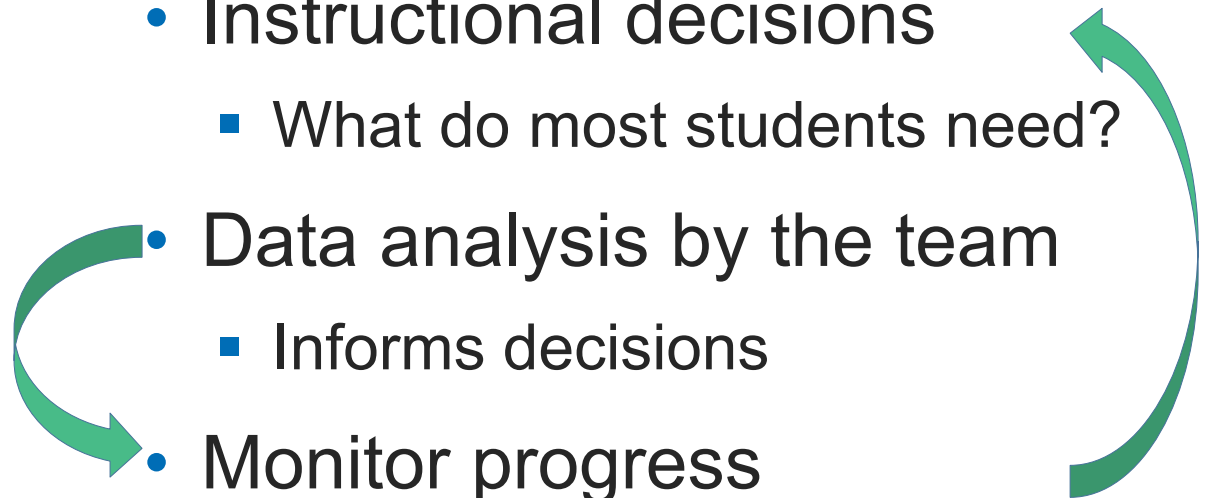 • Instructional decisions
▪ What do most students need?
• Data analysis by the team
▪ Informs decisions
• Monitor progress